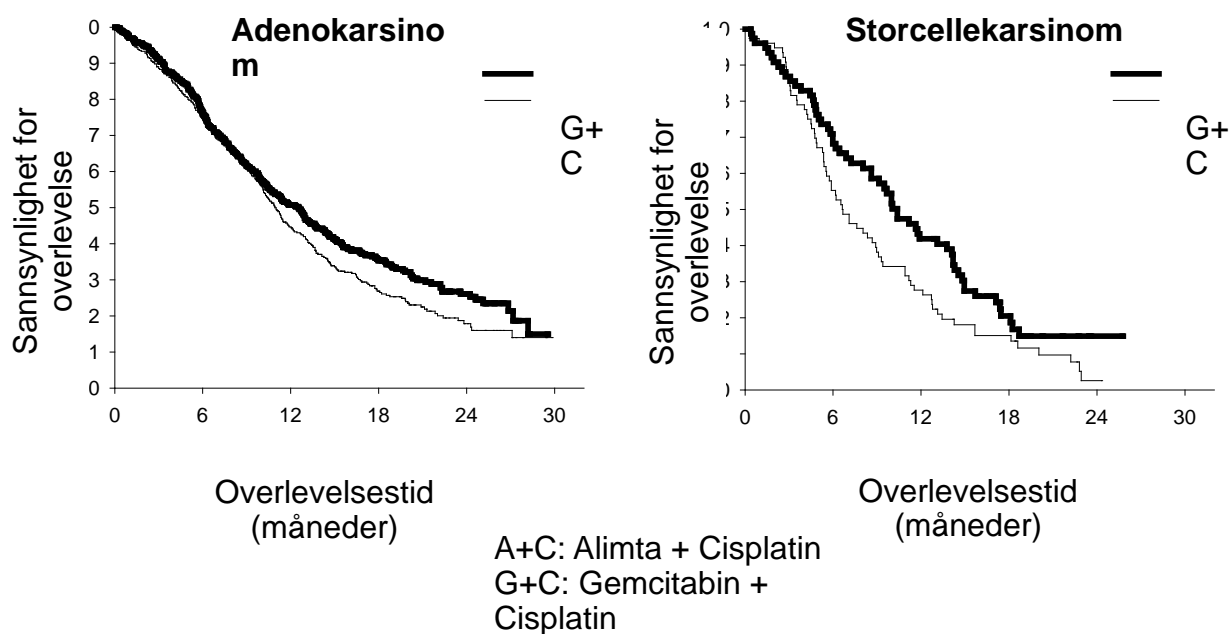 Adenokarsino
m
G+
C
Sannsynlighet for
overlevelse
0
9
8
7
6
5
4
3
2
1
0
0 6 12 18 24 30
Overlevelsestid
(måneder)
Storcellekarsinom
G+
C
Sannsynlighet for
overlevelse
0 6 12 18 24 30
Overlevelsestid
(måneder)
A+C: Alimta + Cisplatin
G+C: Gemcitabin +
Cisplatin